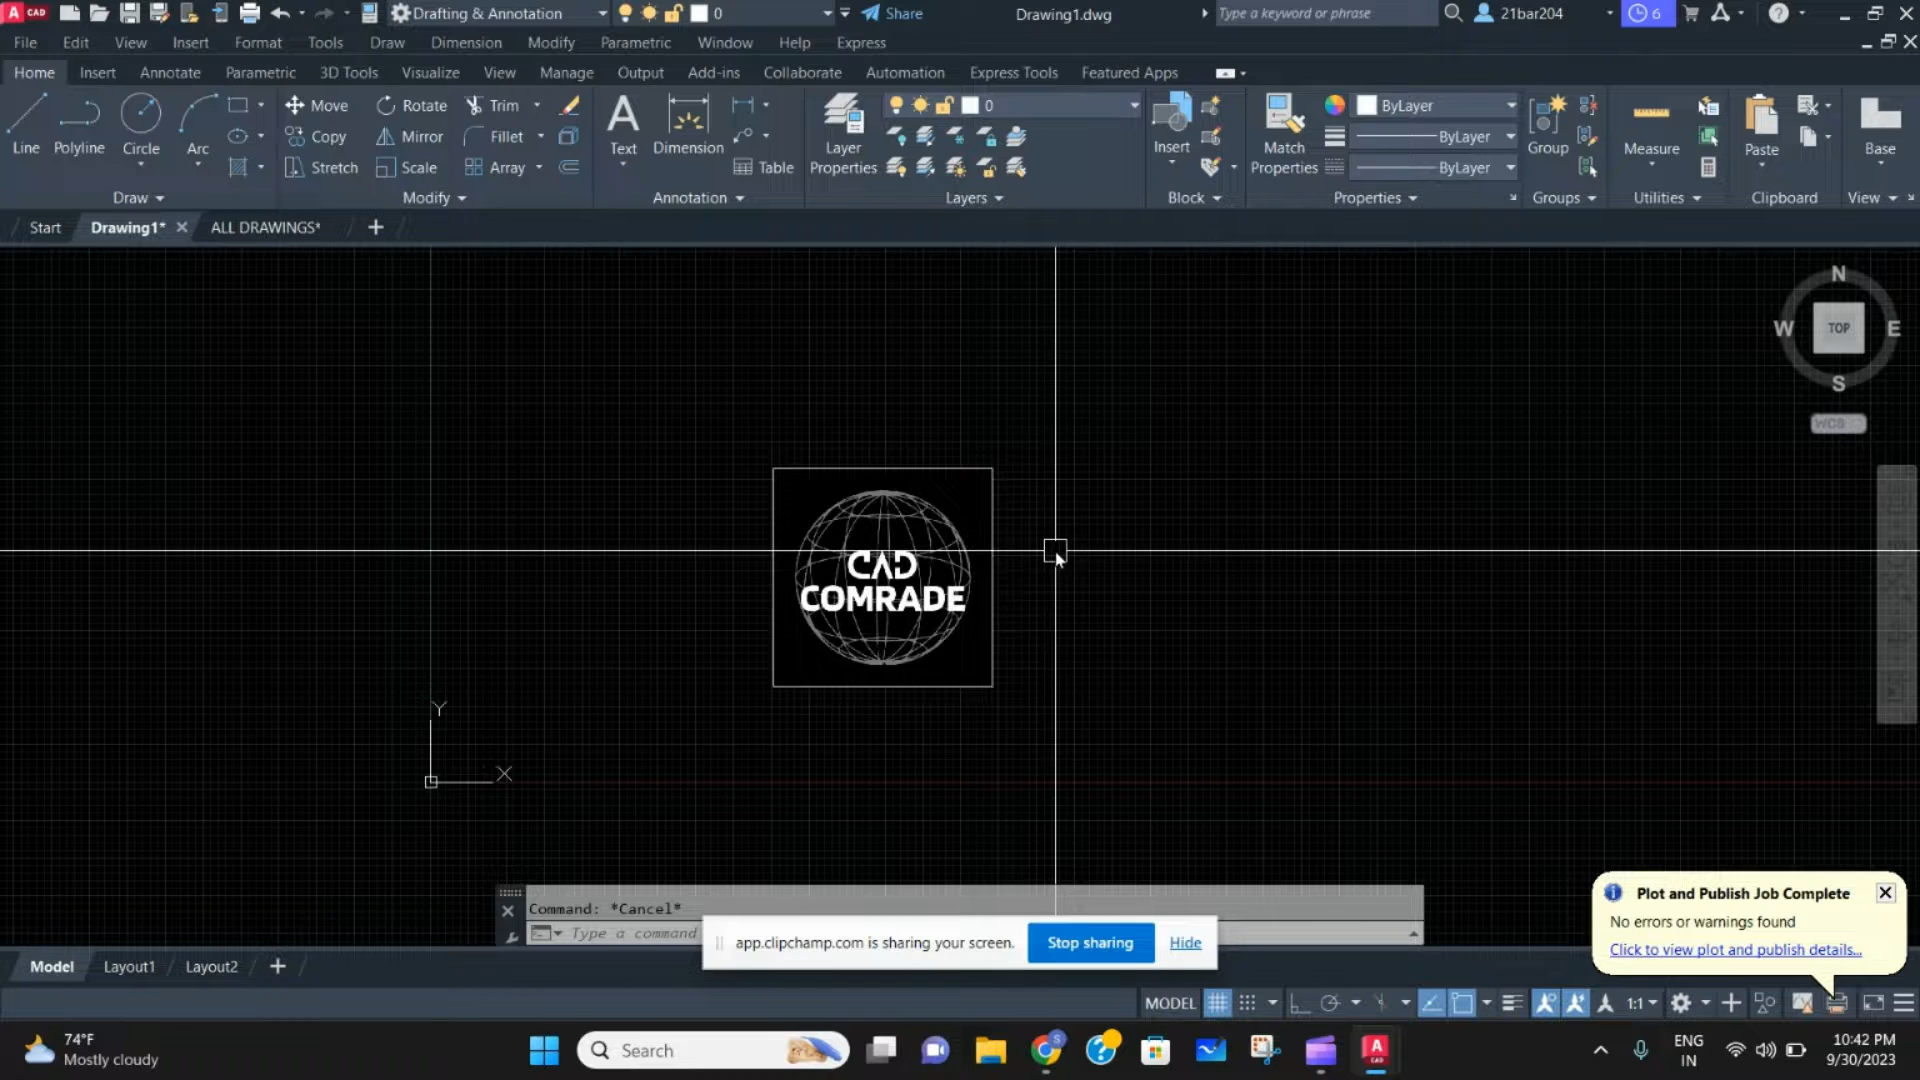 A CAD Drafting & Annotation 0 Share Drawing1.dwg Type a keyword or phrase 21bar204 6
File Edit View Insert Format Tools Draw Dimension Modify Parametric Window Help Express
Home Insert Annotate Parametric 3D Tools Visualize View Manage Output Add-ins Collaborate Automation Express Tools Featured Apps
Move Rotate Trim 0 ByLayer
Copy Mirror Fillet ByLayer
Line Polyline Circle Arc Text Dimension Layer Insert Match Group Measure Paste Base
Stretch Scale Array Table Properties Properties ByLayer
Draw Modify Annotation Layers Block Properties Groups Utilities Clipboard View
Start Drawing1* ALL DRAWINGS*
N
W TOP E
S
WCS
CAD
COMRADE
Y
X
Command: *Cancel*
Type a command
app.clipchamp.com is sharing your screen. Stop sharing Hide
Plot and Publish Job Complete
No errors or warnings found
Click to view plot and publish details...
Model Layout1 Layout2
MODEL 1:1
74°F
Mostly cloudy
Search
ENG
IN
10:42 PM
9/30/2023